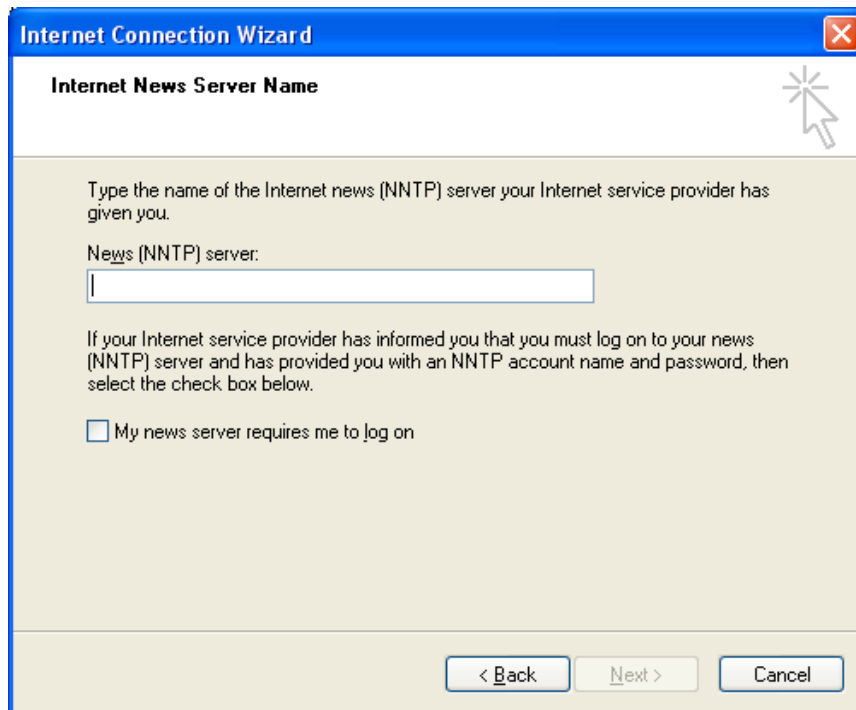 Internet Connection Wizard
Internet News Server Name
Type the name of the Internet news (NNTP) server your Internet service provider has
given you.
News (NNTP) server:
If your Internet service provider has informed you that you must log on to your news
(NNTP) server and has provided you with an NNTP account name and password, then
select the check box below.
My news server requires me to log on
< Back Next > Cancel